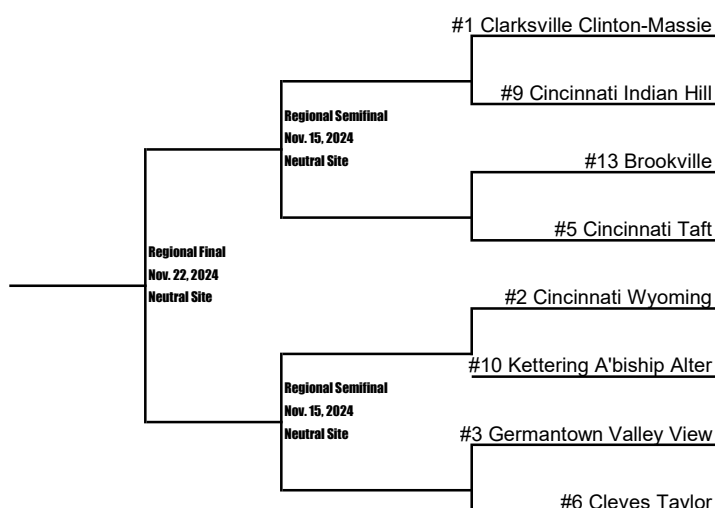 #1 Clarksville Clinton-Massie
#9 Cincinnati Indian Hill
Regional Semifinal
Nov. 15, 2024
Neutral Site
#13 Brookville
#5 Cincinnati Taft
Regional Final
Nov. 22, 2024
Neutral Site
#2 Cincinnati Wyoming
#10 Kettering A'biship Alter
Regional Semifinal
Nov. 15, 2024
Neutral Site
#3 Germantown Valley View
#6 Cleves Taylor